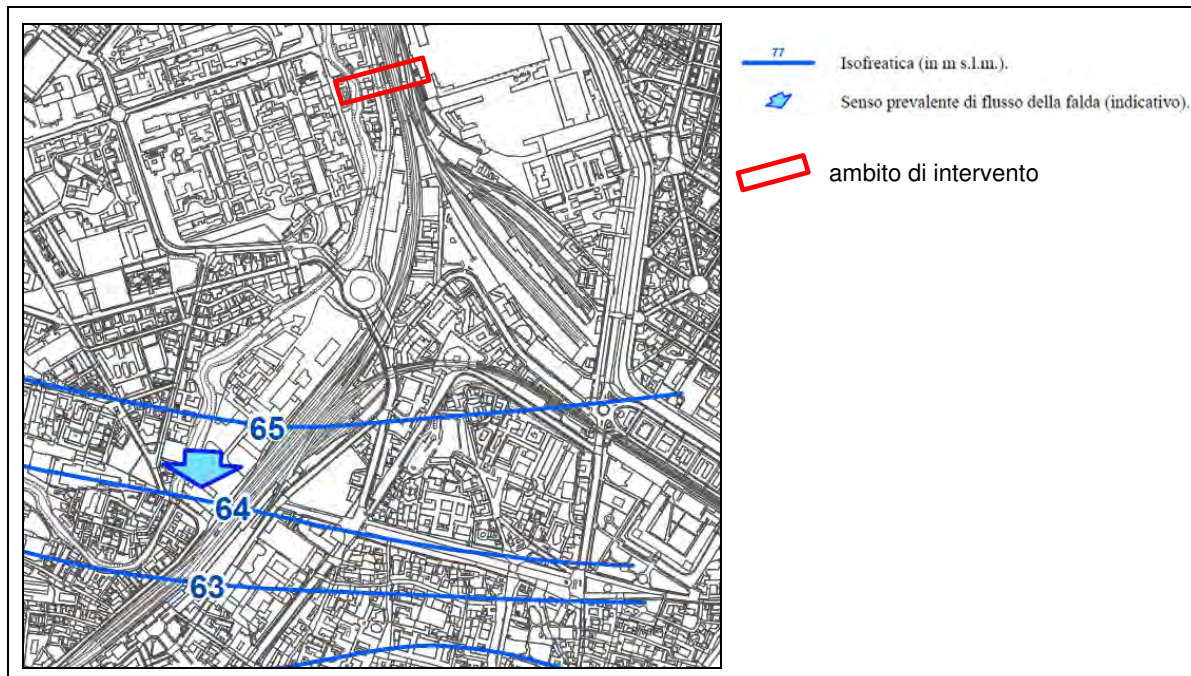 77
Isofreatica (in m s.l.m.).
Senso prevalente di flusso della falda (indicativo).
ambito di intervento
65
64
63